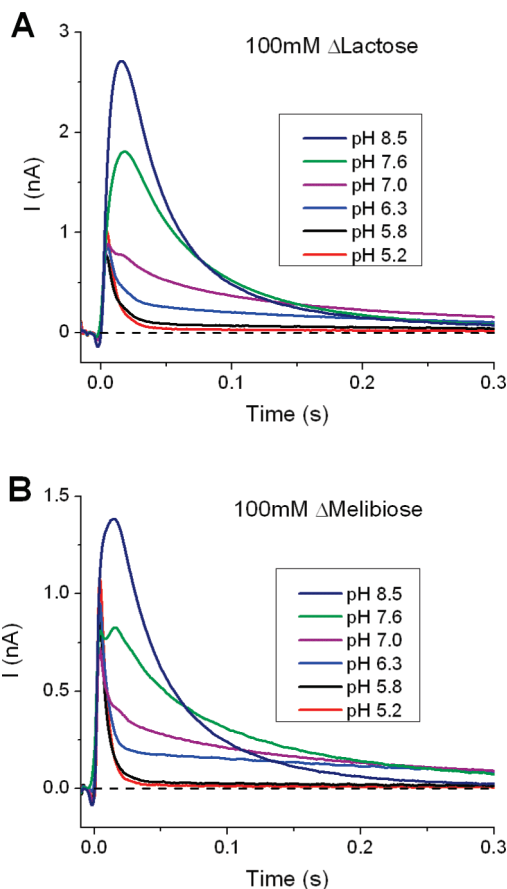 A
100mM ΔLactose
3
2
1
0
I (nA)
pH 8.5
pH 7.6
pH 7.0
pH 6.3
pH 5.8
pH 5.2
0.0
0.1
0.2
0.3
Time (s)
B
100mM ΔMelibiose
1.5
1.0
0.5
0.0
I (nA)
pH 8.5
pH 7.6
pH 7.0
pH 6.3
pH 5.8
pH 5.2
0.0
0.1
0.2
0.3
Time (s)